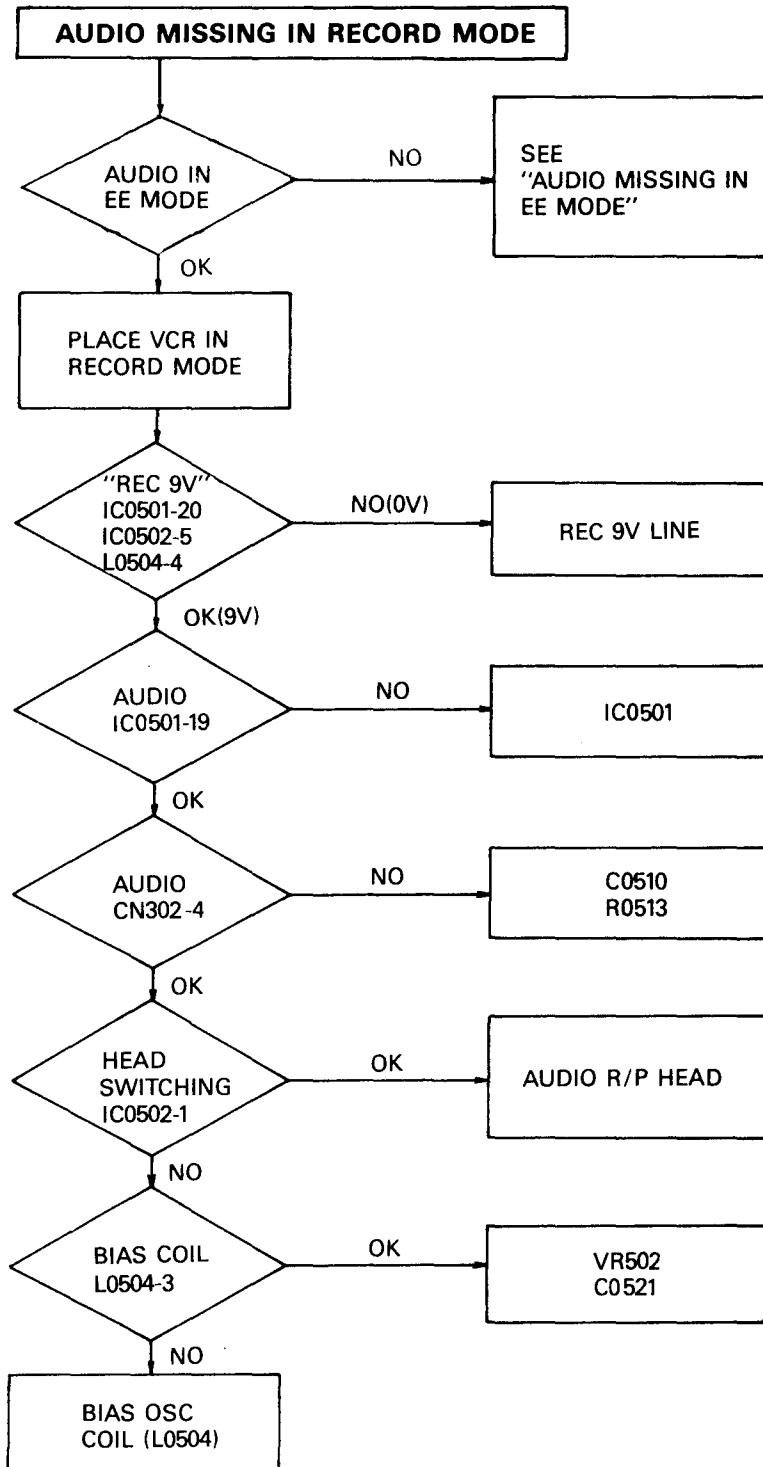 AUDIO MISSING IN RECORD MODE
AUDIO IN
EE MODE
NO
SEE
"AUDIO MISSING IN
EE MODE"
OK
PLACE VCR IN
RECORD MODE
"REC 9V"
IC0501-20
IC0502-5
L0504-4
NO(0V)
REC 9V LINE
OK(9V)
AUDIO
IC0501-19
NO
IC0501
OK
AUDIO
CN302-4
NO
C0510
R0513
OK
HEAD
SWITCHING
IC0502-1
OK
AUDIO R/P HEAD
NO
BIAS COIL
L0504-3
OK
VR502
C0521
NO
BIAS OSC
COIL (L0504)